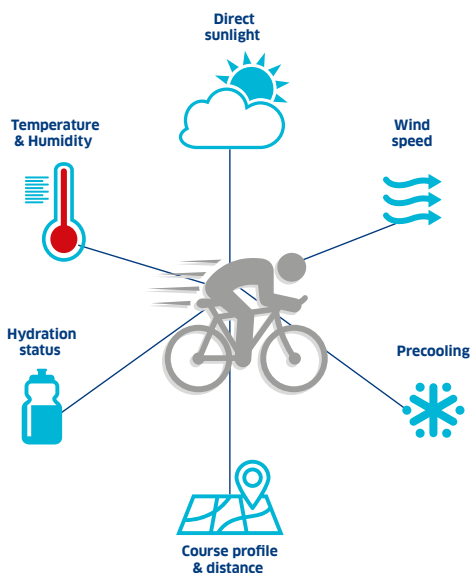 Direct
sunlight
Temperature
& Humidity
Wind
speed
Hydration
status
Precooling
Course profile
& distance